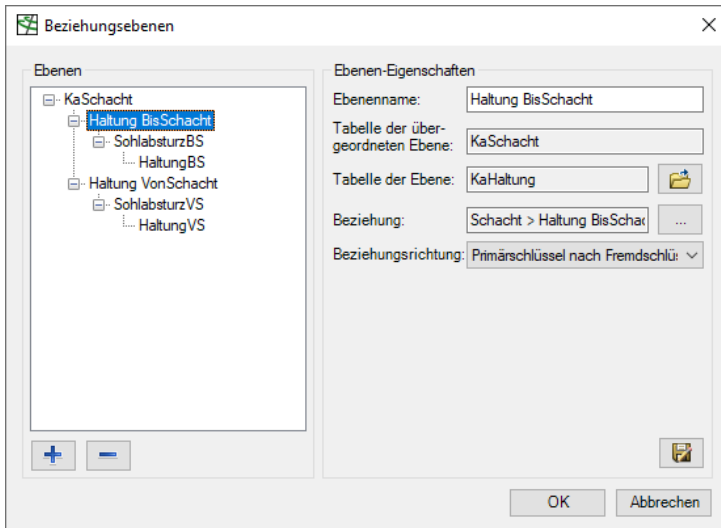 Beziehungsebenen
Ebenen
KaSchacht
Haltung BisSchacht
SohlabsturzBS
HaltungBS
Haltung VonSchacht
SohlabsturzVS
HaltungVS
Ebenen-Eigenschaften
Ebenenname: Haltung BisSchacht
Tabelle der über-
geordneten Ebene: KaSchacht
Tabelle der Ebene: KaHaltung
Beziehung: Schacht > Haltung BisSchac ...
Beziehungsrichtung: Primärschlüssel nach Fremdschlüs
OK Abbrechen